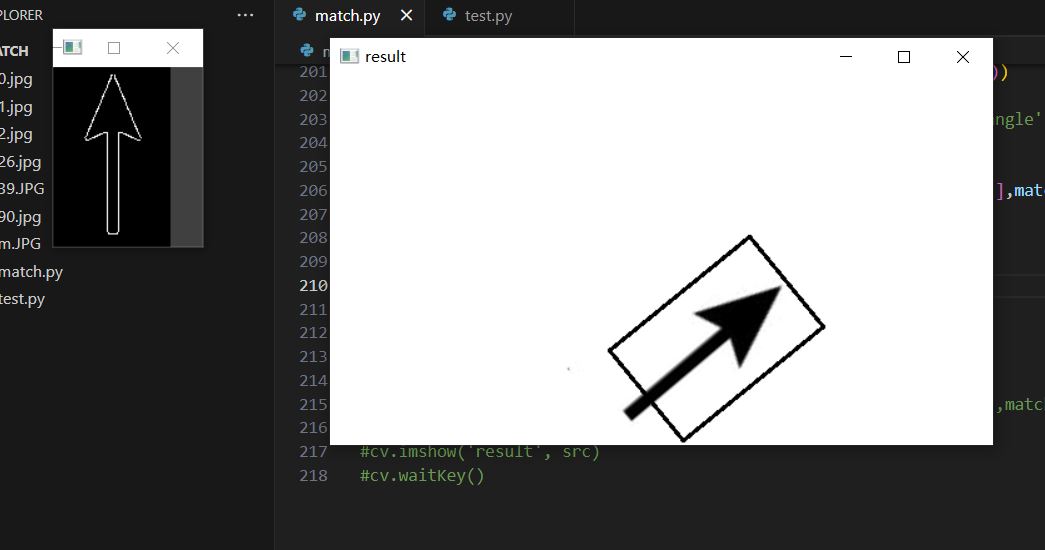 PLORER
...
match.py
test.py
TCH
0.jpg
1.jpg
2.jpg
26.jpg
39.JPG
90.jpg
m.JPG
match.py
test.py
result
201 ))
202
203 ngle'
204
205
206 ],mat
207
208
209
210
211
212
213
214
215 ,matc
216
217 #cv.imshow('result', src)
218 #cv.waitKey()